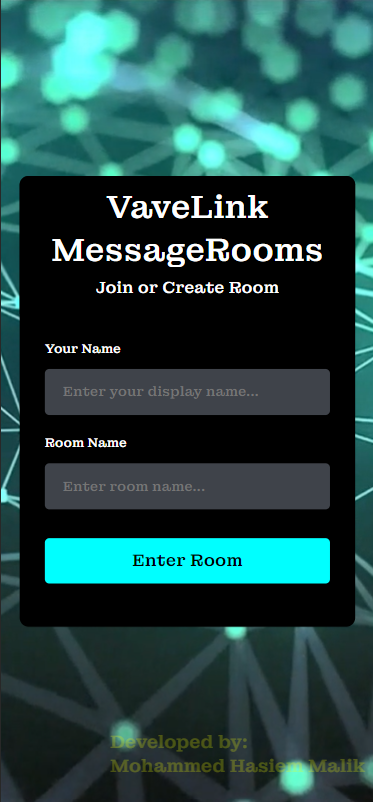 VaveLink
MessageRooms
Join or Create Room
Your Name
Enter your display name...
Room Name
Enter room name...
Enter Room
Developed by:
Mohammed Hasiem Malik